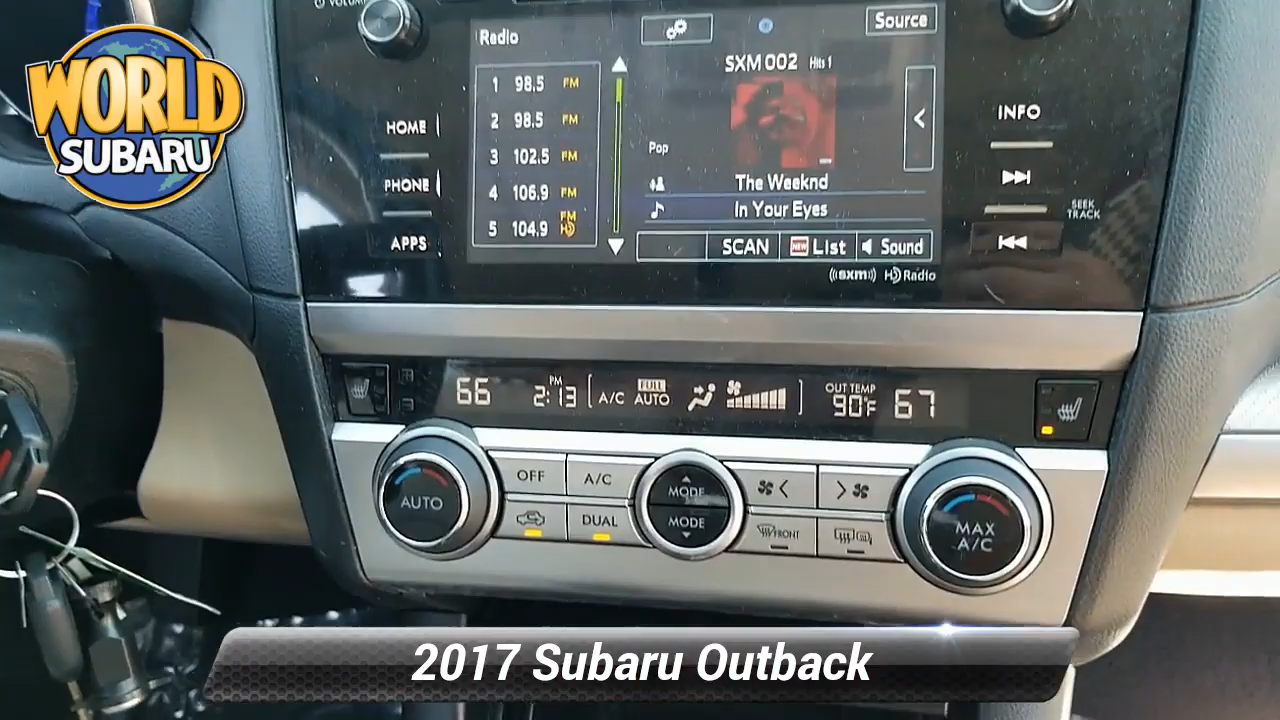 VOLUME
WORLD
SUBARU
Radio
Source
1 98.5 FM
2 98.5 FM
3 102.5 FM
4 106.9 FM
5 104.9 FM HD
SXM 002 Hits 1
Pop
The Weeknd
In Your Eyes
SCAN NEW List Sound
((SXM)) HD Radio
HOME
PHONE
APPS
INFO
SEEK
TRACK
66 PM 2:13 A/C FULL AUTO OUT TEMP 90°F 67
AUTO
OFF A/C
DUAL
MODE
MODE
FRONT
MAX
A/C
2017 Subaru Outback